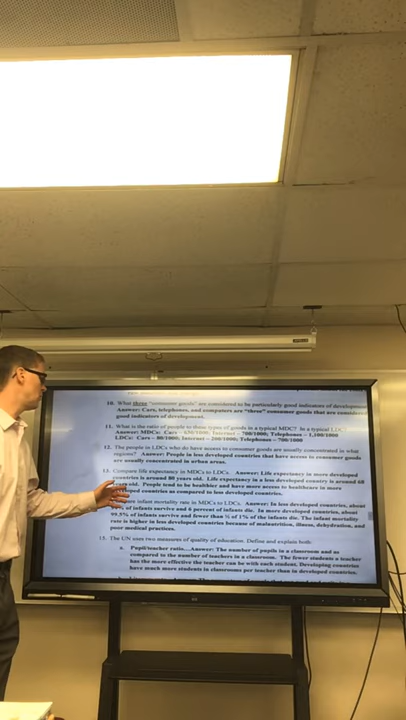 10. What three "consumer goods" are considered to be particularly good indicators of development
Answer: Cars, telephones, and computers are "three" consumer goods that are considered
good indicators of development.
11. What is the ratio of people to these types of goods in a typical MDC? In a typical LDC
Answer: MDCs: Cars – 630/1000; Internet – 700/1000; Telephones – 1,100/1000
LDCs: Cars – 80/1000; Internet – 200/1000; Telephones – 700/1000
12. The people in LDCs who do have access to consumer goods are usually concentrated in what
regions? Answer: People in less developed countries that have access to consumer goods
are usually concentrated in urban areas.
13. Compare life expectancy in MDCs to LDCs. Answer: Life expectancy in more developed
countries is around 80 years old. Life expectancy in a less developed country is around 68
years old. People tend to be healthier and have more access to healthcare in more
countries as compared to less developed countries.
infant mortality rate in MDCs to LDCs. Answer: In less developed countries, about
of infants survive and 6 percent of infants die. In more developed countries, about
99.5% of infants survive and fewer than ½ of 1% of the infants die. The infant mortality
rate is higher in less developed countries because of malnutrition, illness, dehydration, and
poor medical practices.
15. The UN uses two measures of quality of education. Define and explain both
a. Pupil/teacher ratio...Answer: The number of pupils in a classroom and as
compared to the number of teachers in a classroom. The fewer students a teacher
has the more effective the teacher can be with each student. Developing countries
have much more students in classrooms per teacher than in developed countries.